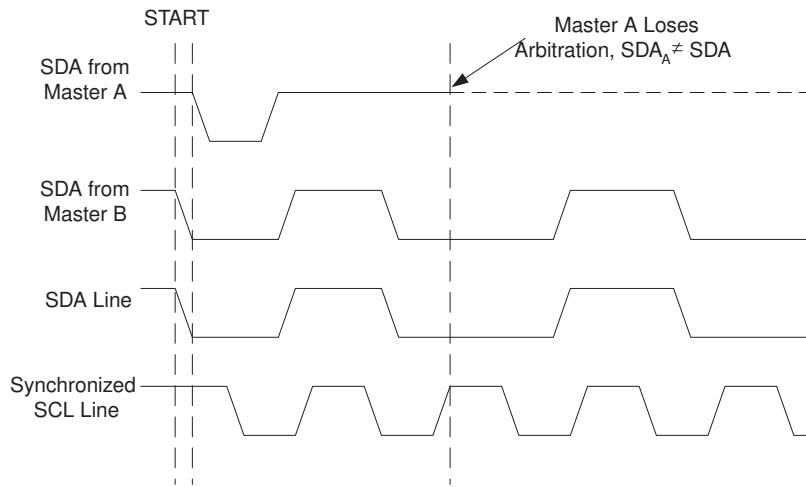 START
Master A Loses
Arbitration, SDA_A ≠ SDA
SDA from
Master A
SDA from
Master B
SDA Line
Synchronized
SCL Line